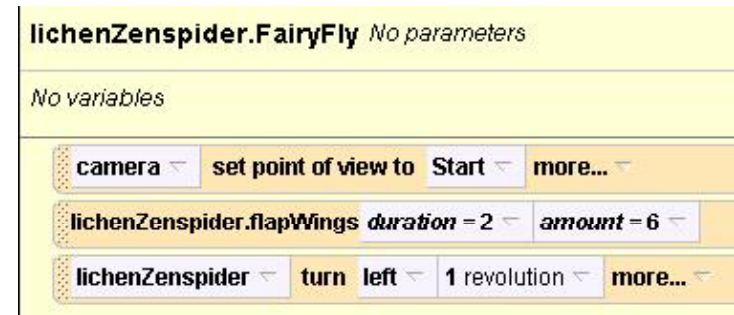 lichenZenspider.FairyFly No parameters
No variables
camera set point of view to Start more...
lichenZenspider.flapWings duration = 2 amount = 6
lichenZenspider turn left 1 revolution more...